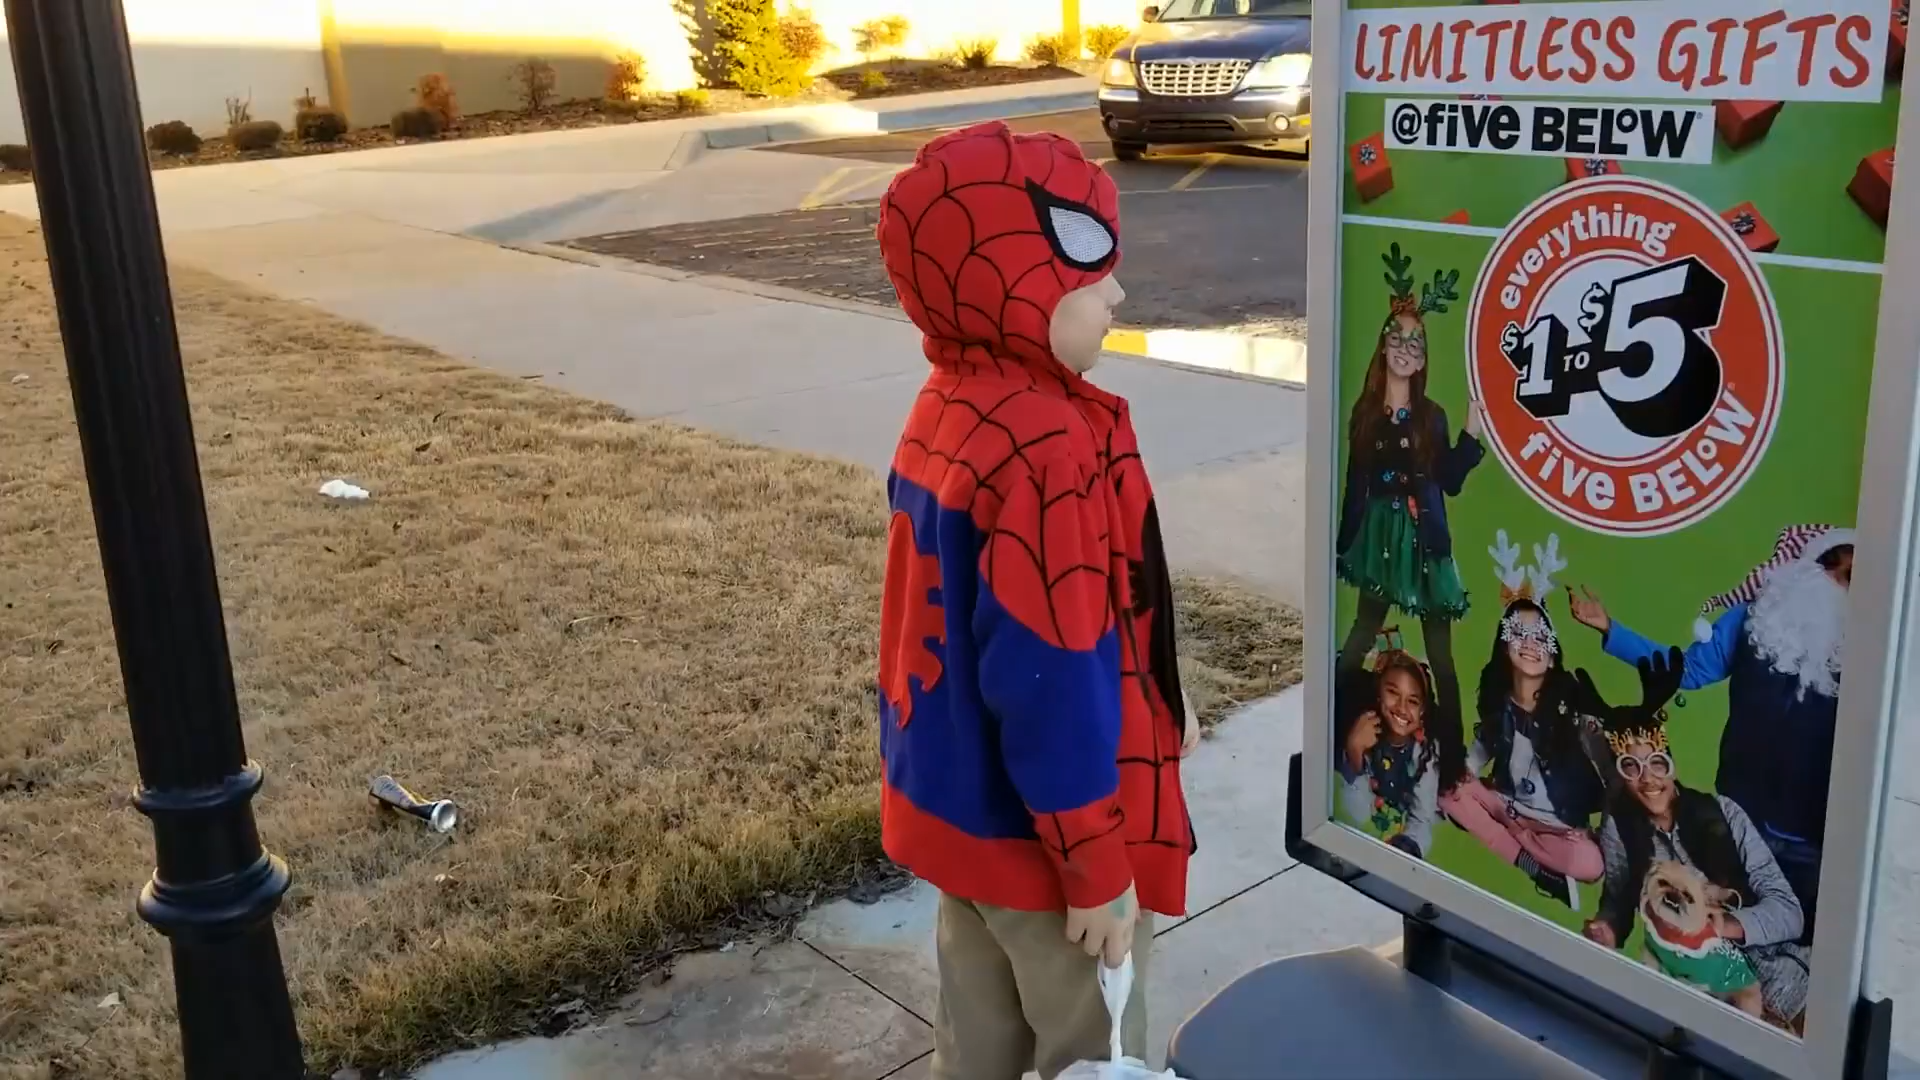 LIMITLESS GIFTS
@five BELOW
everything
$1 TO $5
five BELOW